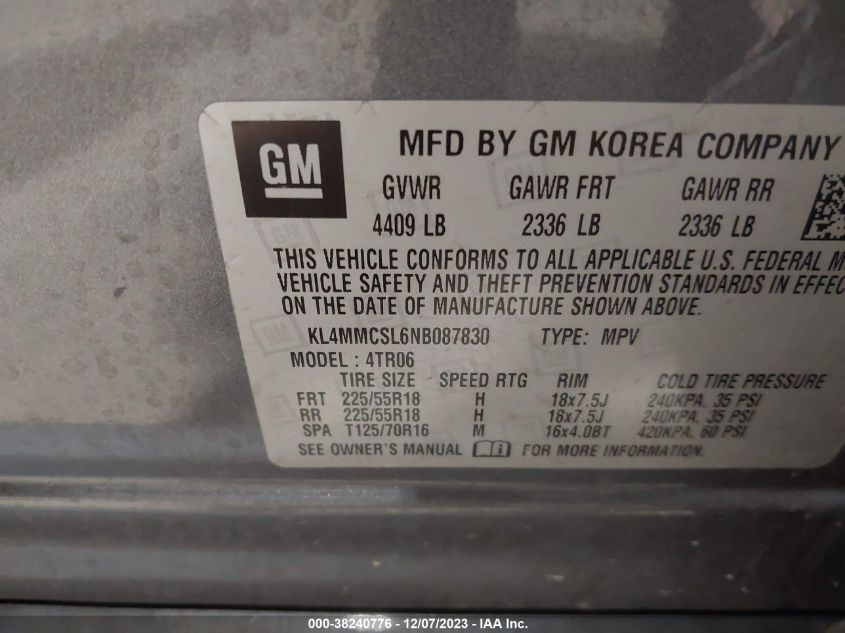 GM
MFD BY GM KOREA COMPANY
GVWR GAWR FRT GAWR RR
4409 LB 2336 LB 2336 LB
THIS VEHICLE CONFORMS TO ALL APPLICABLE U.S. FEDERAL M
VEHICLE SAFETY AND THEFT PREVENTION STANDARDS IN EFFEC
ON THE DATE OF MANUFACTURE SHOWN ABOVE.
KL4MMCSL6NB087830 TYPE: MPV
MODEL : 4TR06
TIRE SIZE SPEED RTG RIM COLD TIRE PRESSURE
FRT 225/55R18 H 18x7.5J 240KPA, 35 PSI
RR 225/55R18 H 18x7.5J 240KPA, 35 PSI
SPA T125/70R16 M 16x4.0BT 420KPA, 60 PSI
SEE OWNER'S MANUAL FOR MORE INFORMATION.
000-38240776 - 12/07/2023 - IAA Inc.